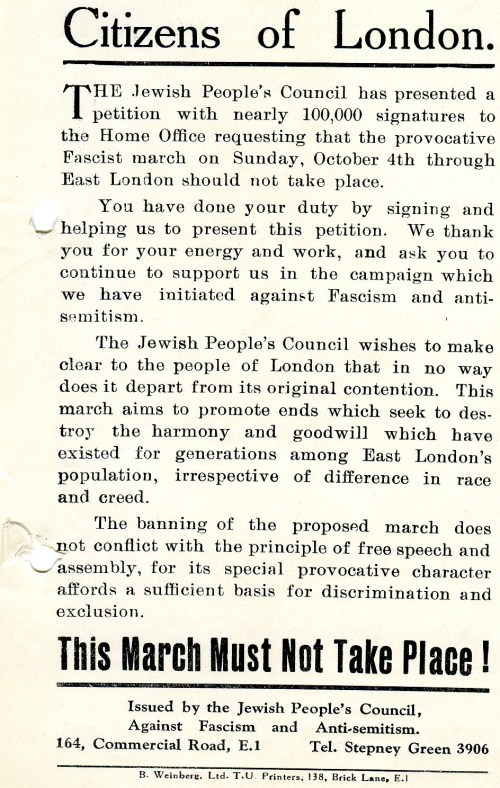 Citizens of London.
THE Jewish People's Council has presented a
petition with nearly 100,000 signatures to
the Home Office requesting that the provocative
Fascist march on Sunday, October 4th through
East London should not take place.
You have done your duty by signing and
helping us to present this petition. We thank
you for your energy and work, and ask you to
continue to support us in the campaign which
we have initiated against Fascism and anti-
semitism.
The Jewish People's Council wishes to make
clear to the people of London that in no way
does it depart from its original contention. This
march aims to promote ends which seek to des-
troy the harmony and goodwill which have
existed for generations among East London's
population, irrespective of difference in race
and creed.
The banning of the proposed march does
not conflict with the principle of free speech and
assembly, for its special provocative character
affords a sufficient basis for discrimination and
exclusion.
This March Must Not Take Place !
Issued by the Jewish People's Council,
Against Fascism and Anti-semitism.
164, Commercial Road, E.1 Tel. Stepney Green 3906
B. Weinberg, Ltd. T.U. Printers, 138, Brick Lane, E.1